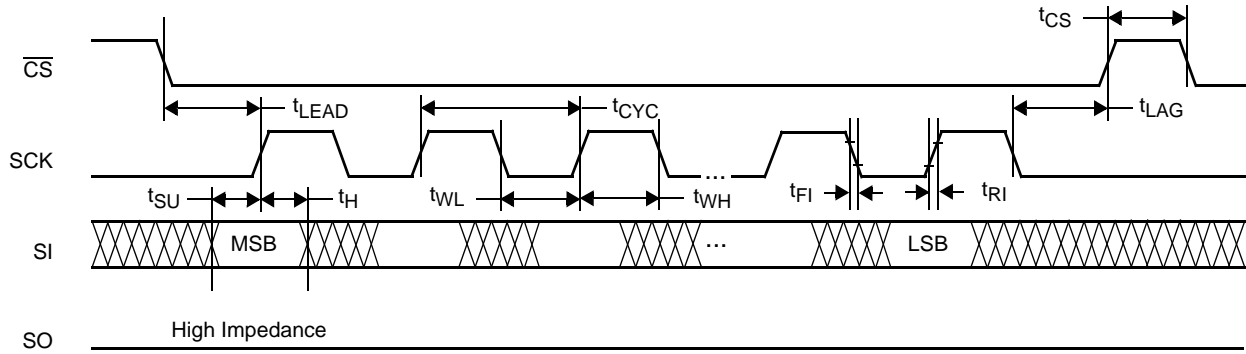 tCS
CS
tLEAD
tCYC
tLAG
SCK
...
tSU
tH
tWL
tWH
tFI
tRI
SI
MSB
...
LSB
High Impedance
SO